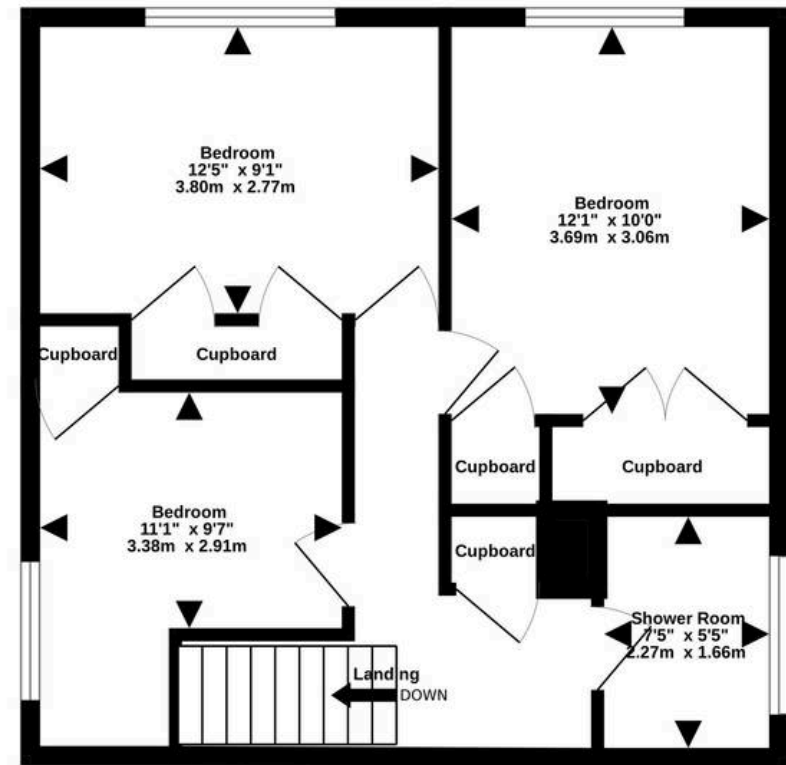 Bedroom
12'5" x 9'1"
3.80m x 2.77m
Bedroom
12'1" x 10'0"
3.69m x 3.06m
Cupboard
Cupboard
Cupboard
Cupboard
Bedroom
11'1" x 9'7"
3.38m x 2.91m
Cupboard
Shower Room
7'5" x 5'5"
2.27m x 1.66m
Landing
DOWN